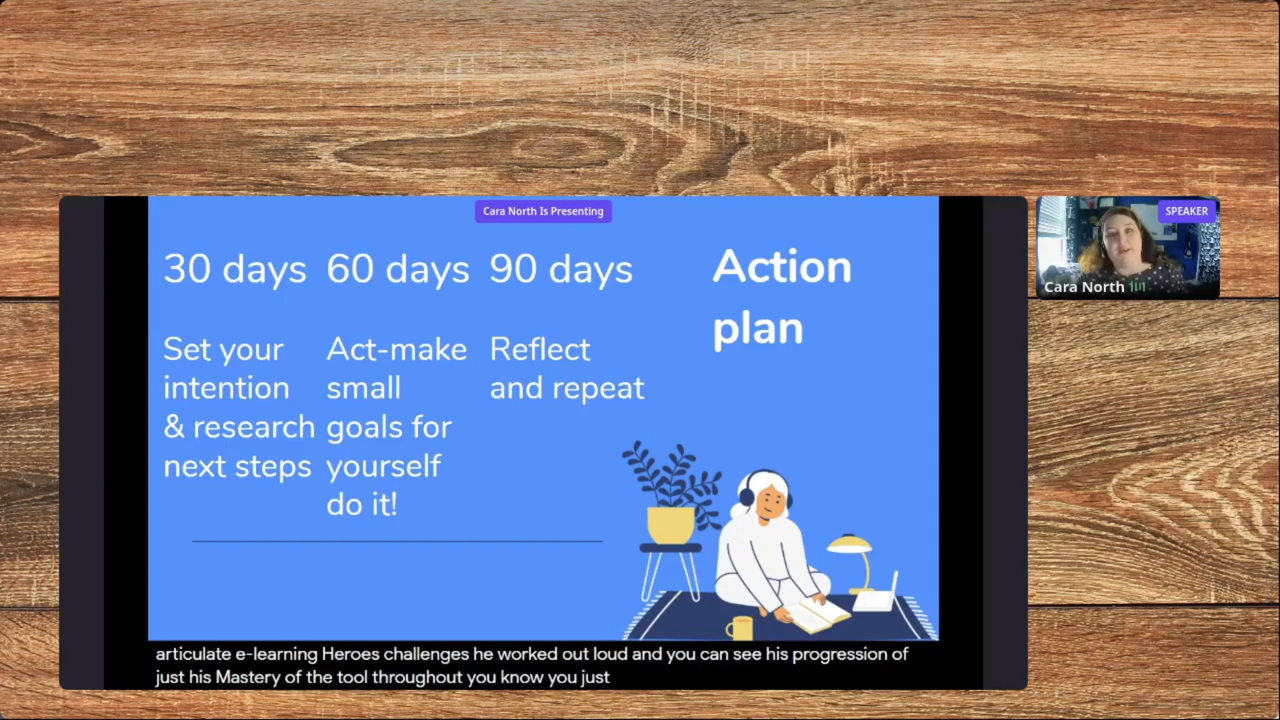 Cara North Is Presenting
SPEAKER
Cara North
30 days
60 days
90 days
Action
plan
Set your
intention
& research
next steps
Act-make
small
goals for
yourself
do it!
Reflect
and repeat
articulate e-learning Heroes challenges he worked out loud and you can see his progression of
just his Mastery of the tool throughout you know you just